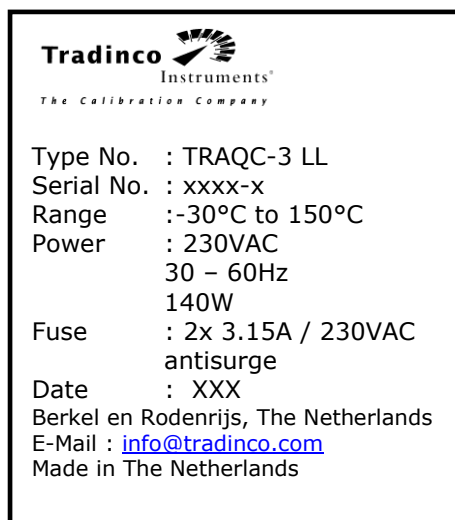 Tradinco
Instruments®
The Calibration Company
Type No. : TRAQC-3 LL
Serial No. : xxxx-x
Range :-30°C to 150°C
Power : 230VAC
30 – 60Hz
140W
Fuse : 2x 3.15A / 230VAC
antisurge
Date : XXX
Berkel en Rodenrijs, The Netherlands
E-Mail : info@tradinco.com
Made in The Netherlands